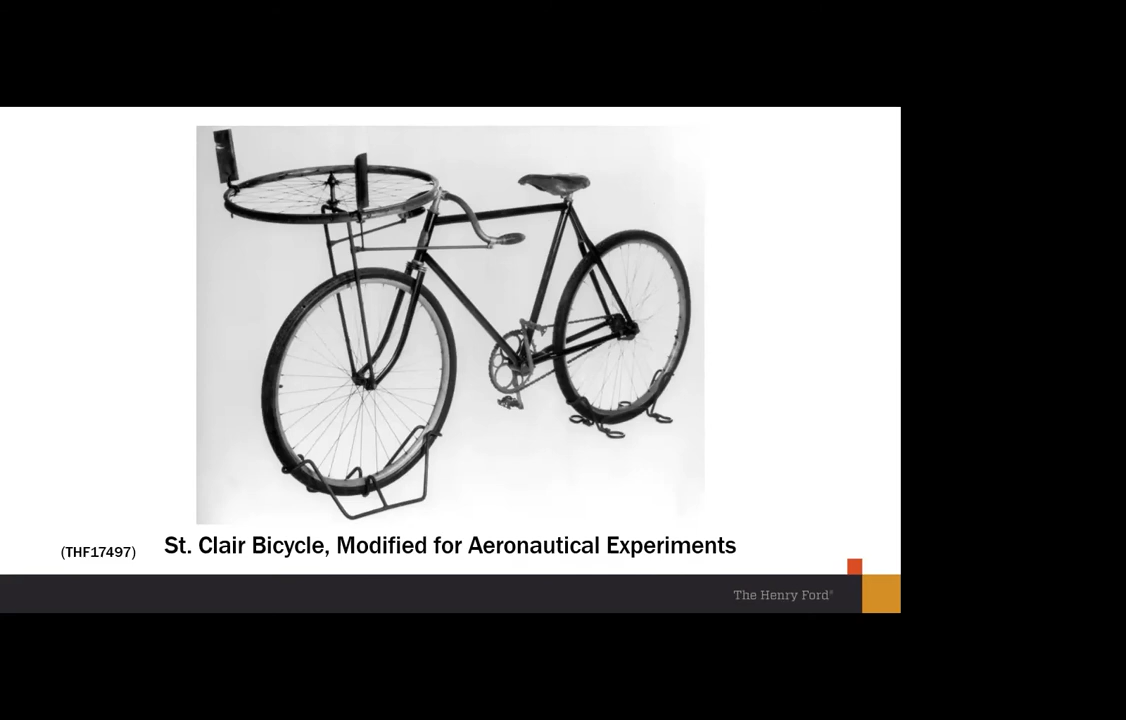 (THF17497) St. Clair Bicycle, Modified for Aeronautical Experiments
The Henry Ford®